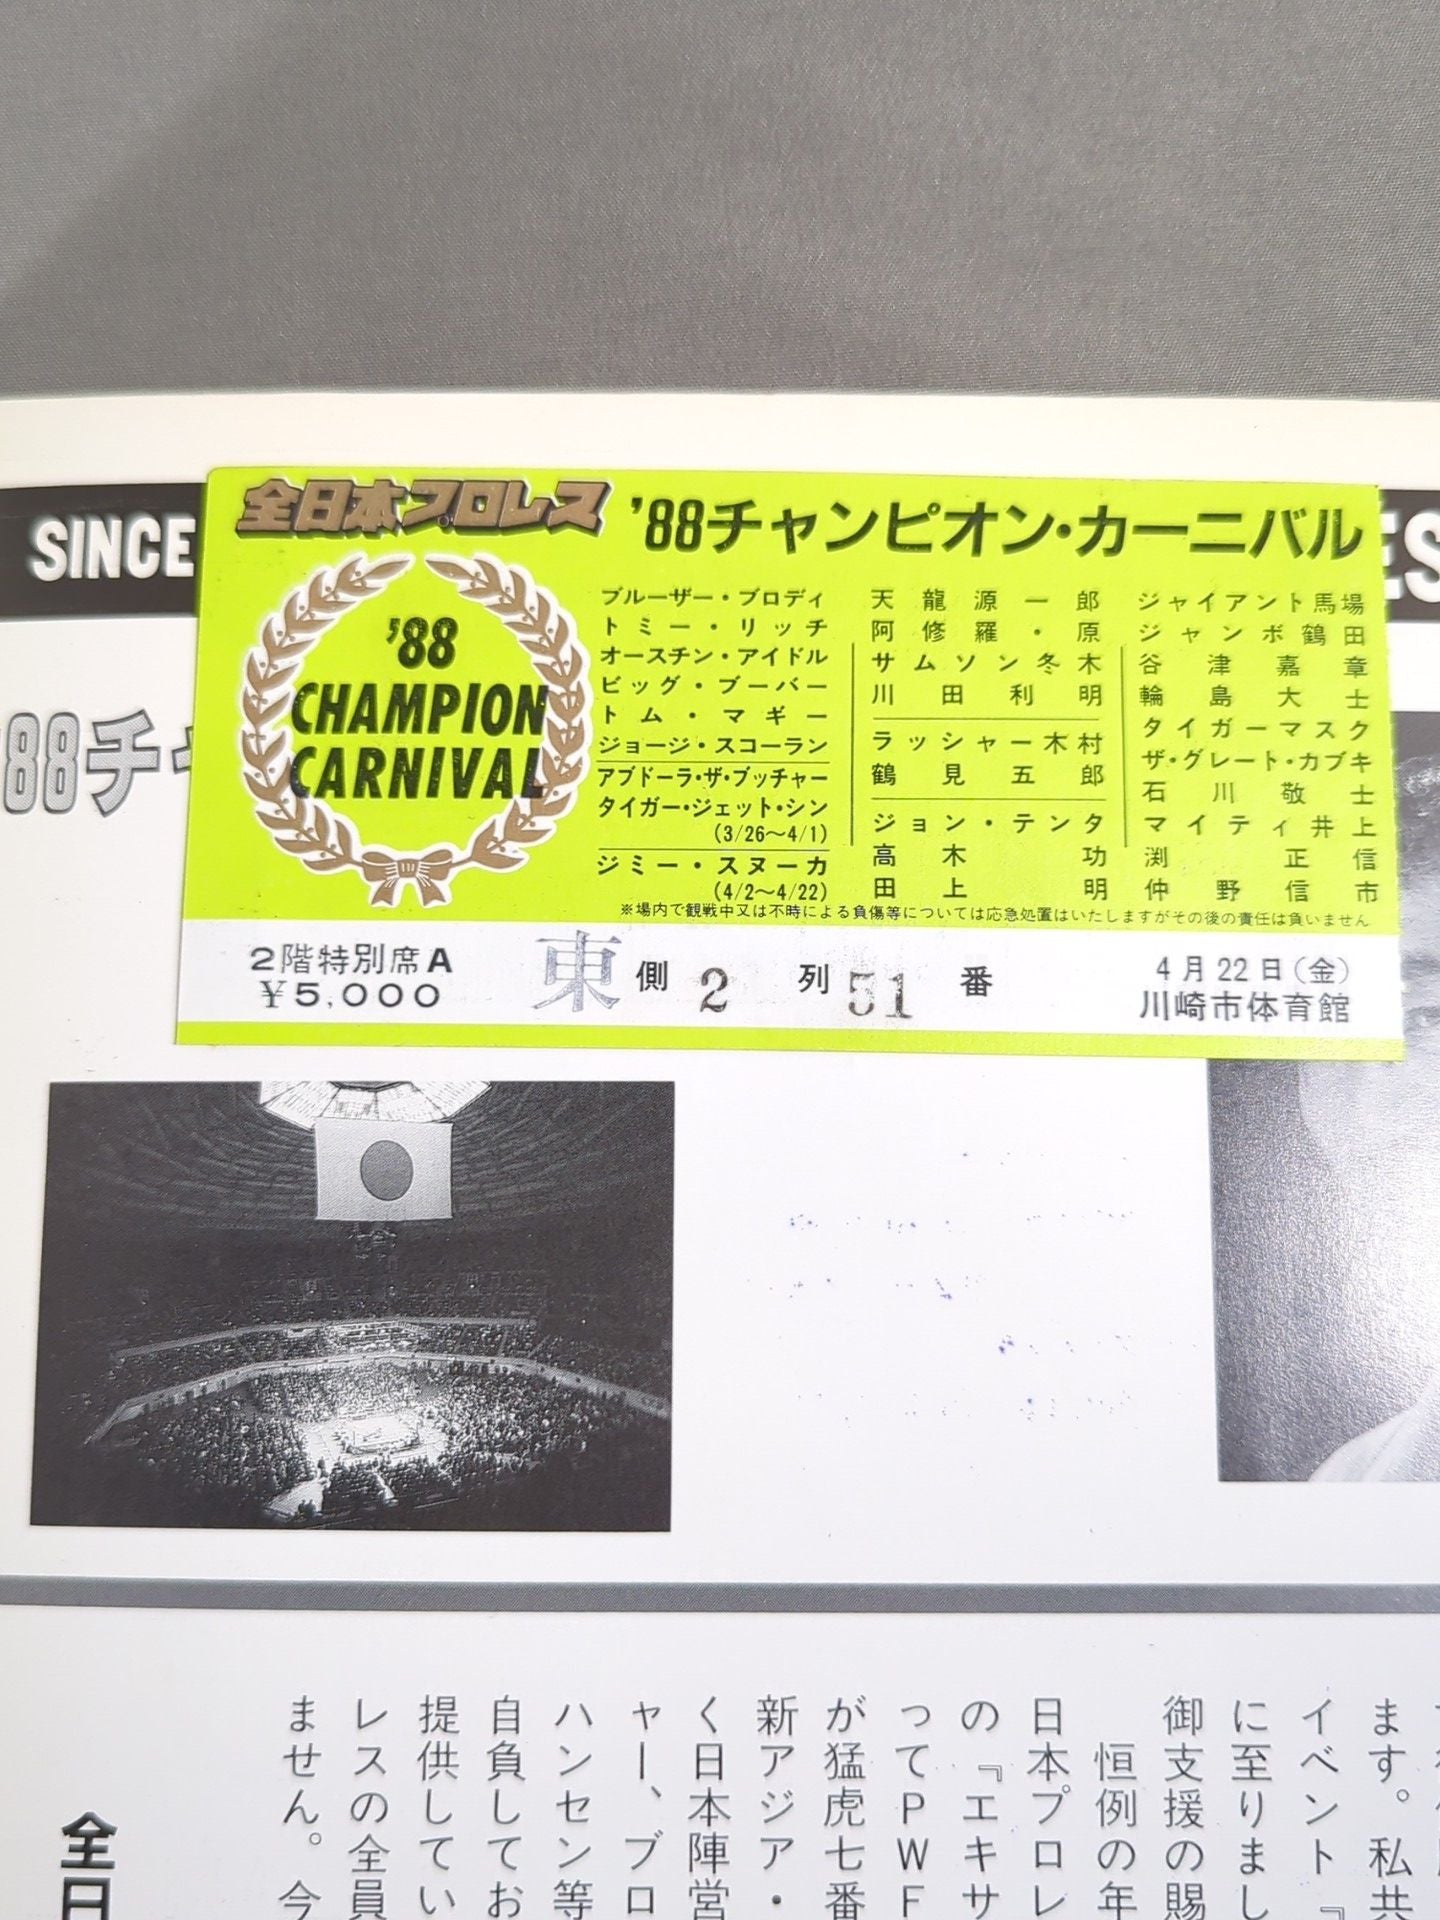 SINCE
ES
'88チャ
全日本プロレス
'88チャンピオン・カーニバル
'88
CHAMPION
CARNIVAL
ブルーザー・ブロディ
トミー・リッチ
オースチン・アイドル
ビッグ・ブーバー
トム・マギー
ジョージ・スコーラン
アブドーラ・ザ・ブッチャー
タイガー・ジェット・シン
(3/26〜4/1)
ジミー・スヌーカ
(4/2〜4/22)
天龍源一郎
阿修羅・原
サムソン冬木
川田利明
ラッシャー木村
鶴見五郎
ジョン・テンタ
高木功
田上明
ジャイアント馬場
ジャンボ鶴田
谷津嘉章
輪島大士
タイガーマスク
ザ・グレート・カブキ
石川敬士
マイティ井上
渕正信
仲野信市
※場内で観戦中又は不時による負傷等については応急処置はいたしますがその後の責任は負いません
2階特別席A
¥5,000
東側2列51番
4月22日(金)
川崎市体育館
ます。私共
イベント『
に至りまし
御支援の賜
恒例の年
日本プロレ
の『エキサ
ってPWF
が猛虎七番
新アジア・
く日本陣営
ャー、ブロ
ハンセン等
自負してお
提供してい
レスの全員
ません。今
全日